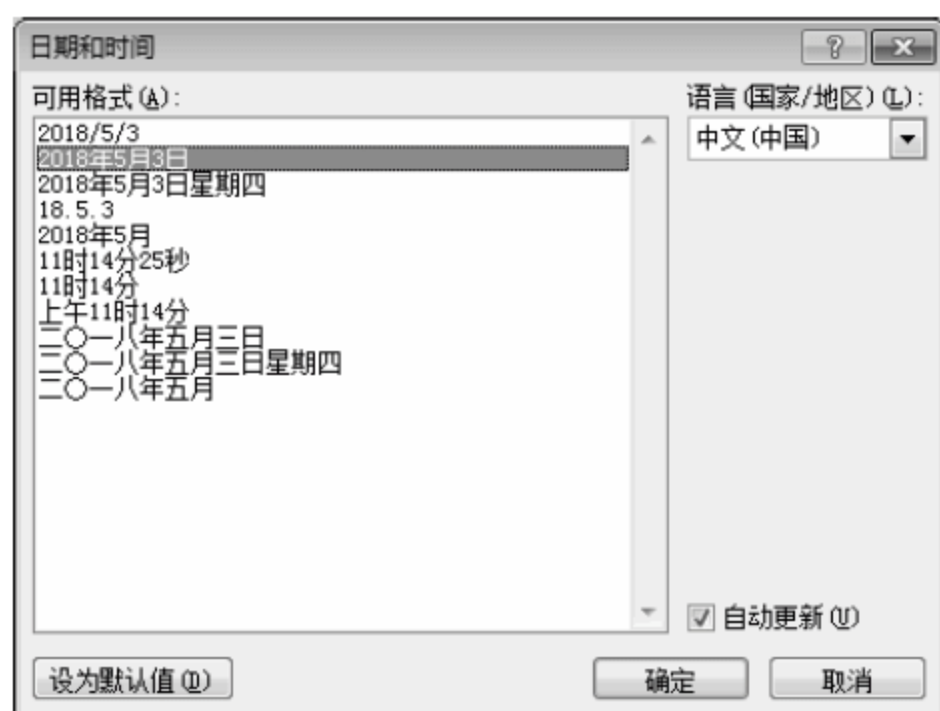 日期和时间
可用格式(A):
语言(国家/地区)(L):
2018/5/3
中文(中国)
2018年5月3日
2018年5月3日星期四
18.5.3
2018年5月
11时14分25秒
11时14分
上午11时14分
二〇一八年五月三日
二〇一八年五月三日星期四
二〇一八年五月
自动更新(U)
设为默认值(D)
确定
取消